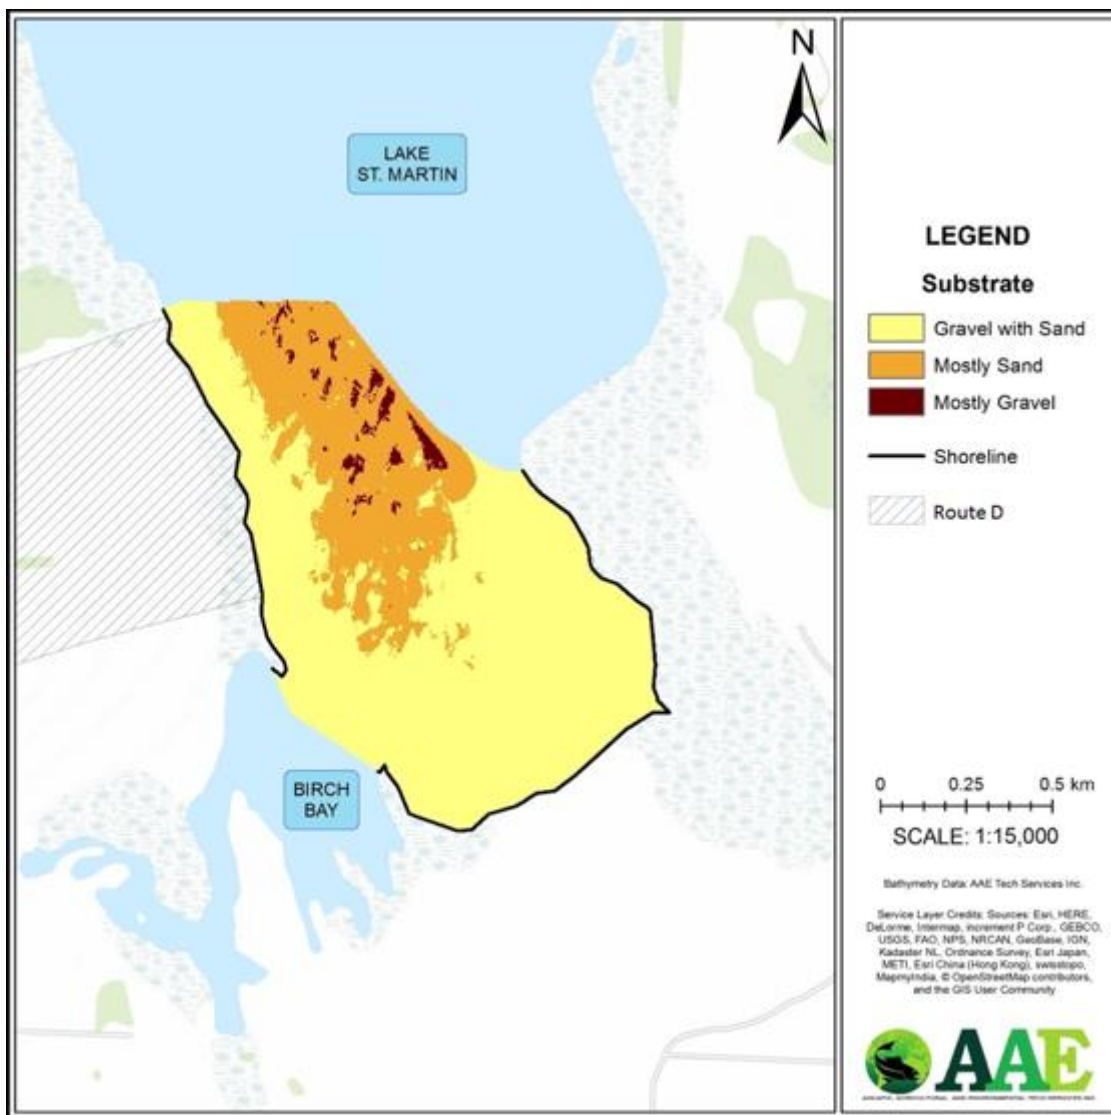 N
LAKE
ST. MARTIN
BIRCH
BAY
LEGEND
Substrate
Gravel with Sand
Mostly Sand
Mostly Gravel
Shoreline
Route D
0 0.25 0.5 km
SCALE: 1:15,000
Bathymetry Data: AAE Tech Services Inc.
Service Layer Credits: Sources: Esri, HERE,
DeLorme, Intermap, increment P Corp., GEBCO,
USGS, FAO, NPS, NRCAN, GeoBase, IGN,
Kadaster NL, Ordnance Survey, Esri Japan,
METI, Esri China (Hong Kong), swisstopo,
MapmyIndia, © OpenStreetMap contributors,
and the GIS User Community
AAE